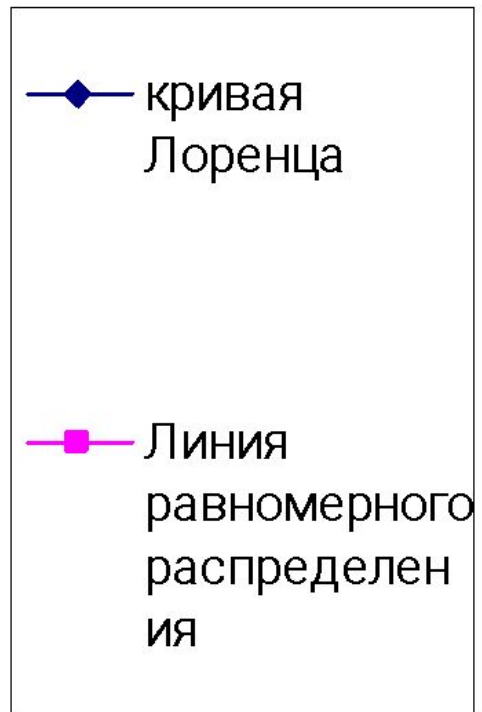 кривая
Лоренца
Линия
равномерного
распределен
ия